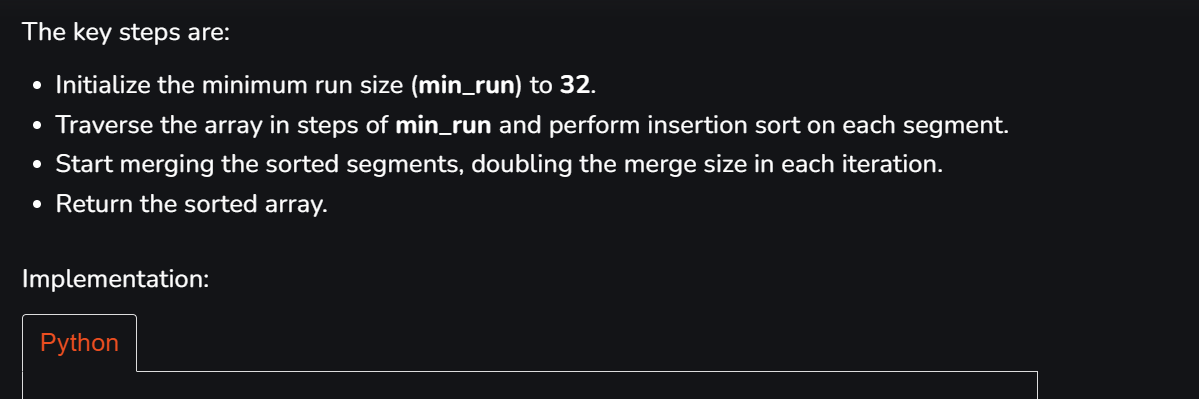 The key steps are:
• Initialize the minimum run size (min_run) to 32.
• Traverse the array in steps of min_run and perform insertion sort on each segment.
• Start merging the sorted segments, doubling the merge size in each iteration.
• Return the sorted array.
Implementation:
Python